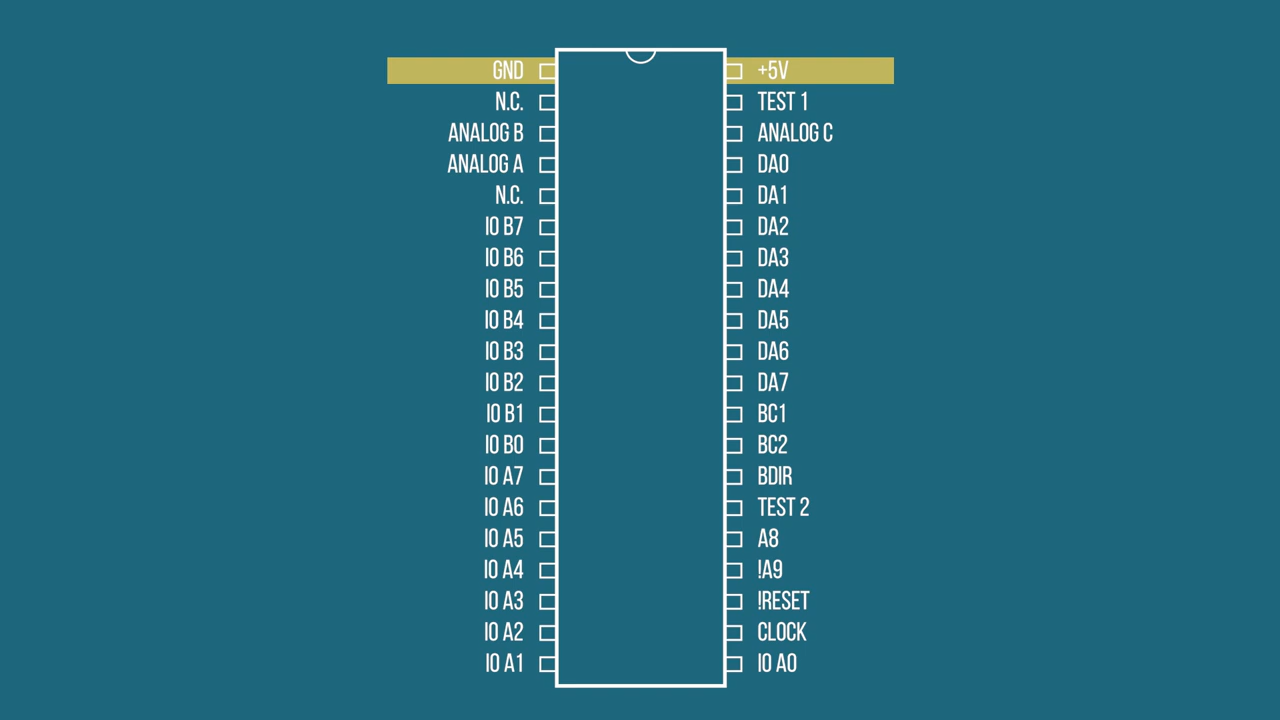 GND +5V
N.C. TEST 1
ANALOG B ANALOG C
ANALOG A DA0
N.C. DA1
IO B7 DA2
IO B6 DA3
IO B5 DA4
IO B4 DA5
IO B3 DA6
IO B2 DA7
IO B1 BC1
IO B0 BC2
IO A7 BDIR
IO A6 TEST 2
IO A5 A8
IO A4 !A9
IO A3 !RESET
IO A2 CLOCK
IO A1 IO A0